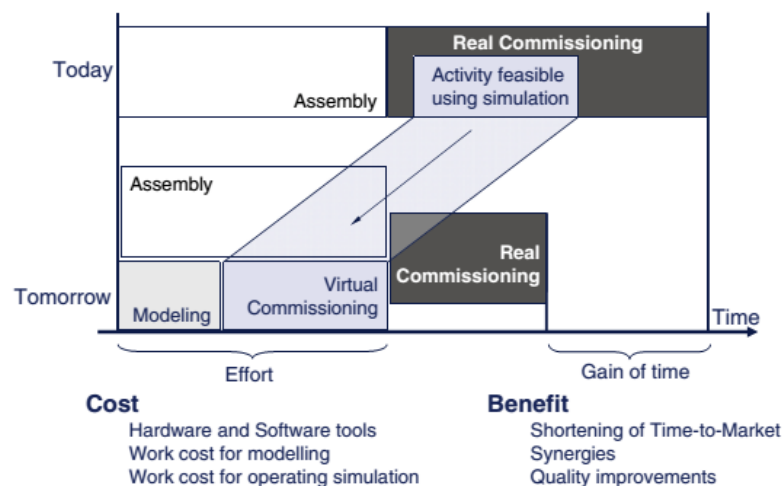 Real Commissioning
Today
Activity feasible
using simulation
Assembly
Assembly
Real
Commissioning
Virtual
Commissioning
Tomorrow
Modeling
Time
Effort
Gain of time
Cost
Hardware and Software tools
Work cost for modelling
Work cost for operating simulation
Benefit
Shortening of Time-to-Market
Synergies
Quality improvements